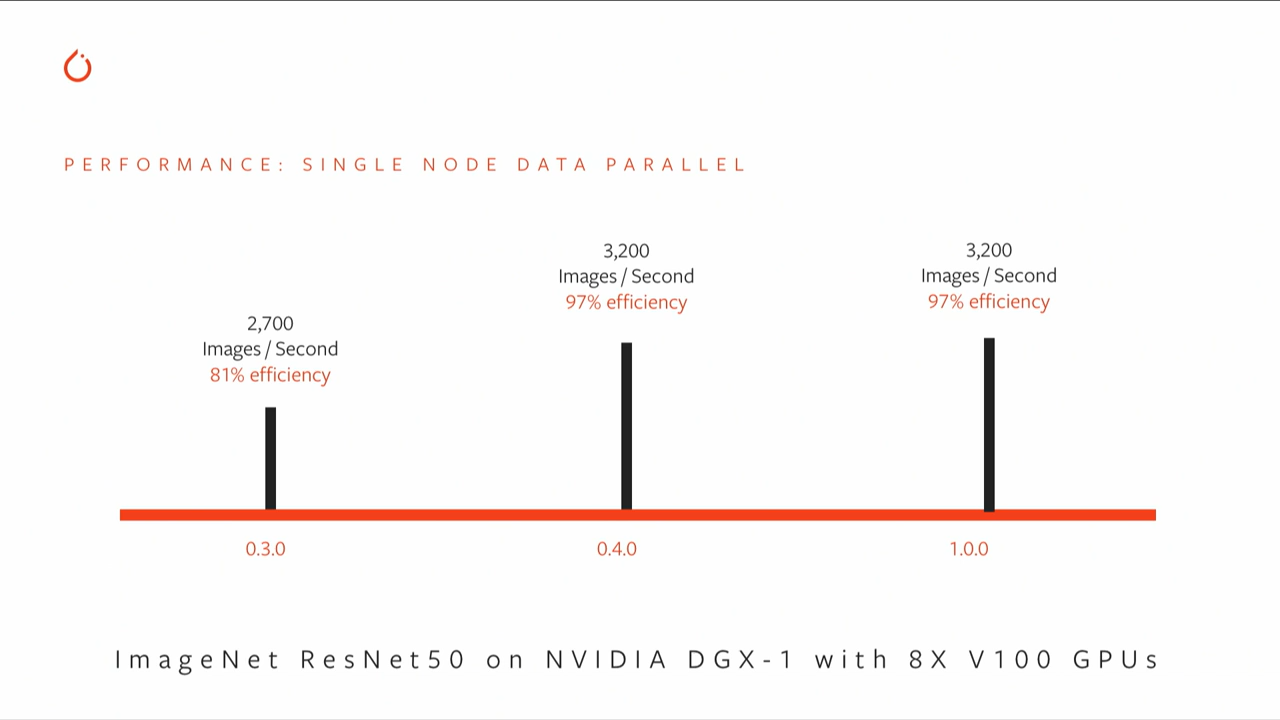 PERFORMANCE: SINGLE NODE DATA PARALLEL
2,700
Images / Second
81% efficiency
3,200
Images / Second
97% efficiency
3,200
Images / Second
97% efficiency
0.3.0
0.4.0
1.0.0
ImageNet ResNet50 on NVIDIA DGX-1 with 8X V100 GPUs